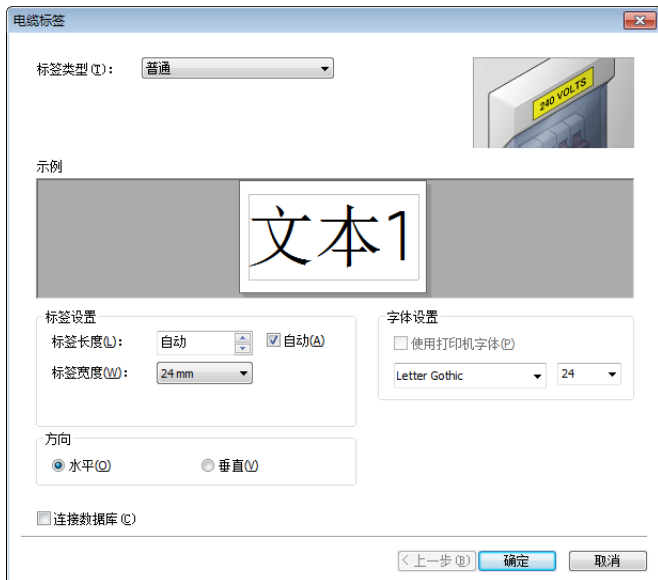 电缆标签
标签类型(T): 普通
240 VOLTS
示例
文本1
标签设置
标签长度(L): 自动 自动(A)
标签宽度(W): 24 mm
字体设置
使用打印机字体(P)
Letter Gothic 24
方向
水平(O) 垂直(V)
连接数据库(C)
<上一步(B) 确定 取消